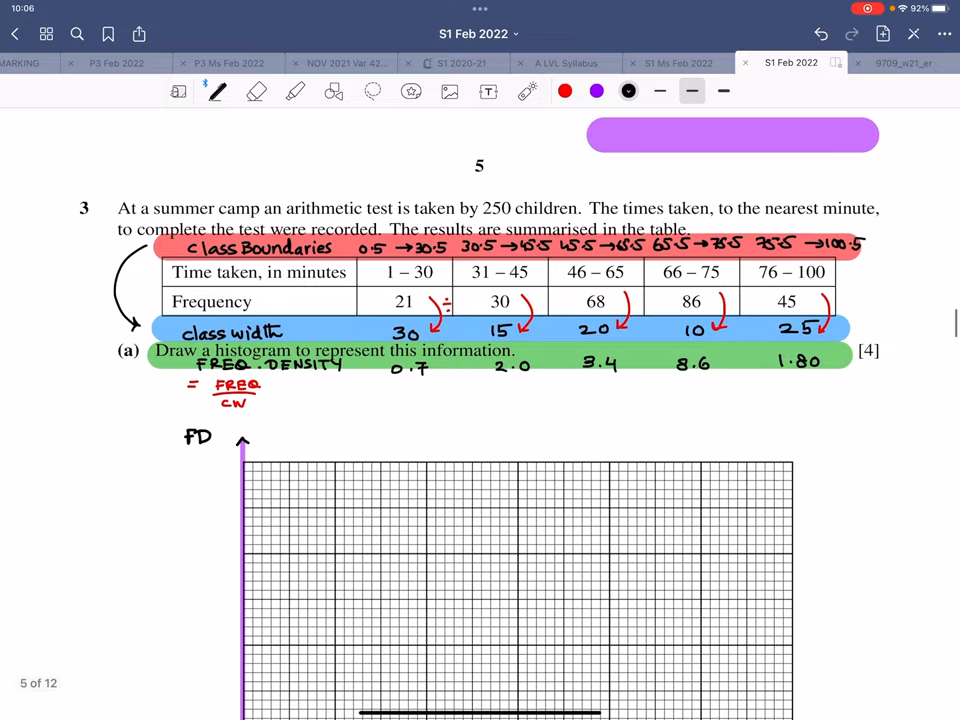 10:06
92%
S1 Feb 2022
MARKING
P3 Feb 2022
P3 Ms Feb 2022
NOV 2021 Var 42...
S1 2020-21
A LVL Syllabus
S1 Ms Feb 2022
S1 Feb 2022
9709_w21_er
5
3 At a summer camp an arithmetic test is taken by 250 children. The times taken, to the nearest minute,
to complete the test were recorded. The results are summarised in the table.
Class Boundaries 0.5 → 30.5 30.5 → 45.5 45.5 → 65.5 65.5 → 75.5 75.5 → 100.5
Time taken, in minutes 1 – 30 31 – 45 46 – 65 66 – 75 76 – 100
Frequency 21 ÷ 30 68 86 45
class width 30 15 20 10 25
(a) Draw a histogram to represent this information. [4]
FREQ. DENSITY 0.7 2.0 3.4 8.6 1.80
= FREQ
CW
FD
5 of 12